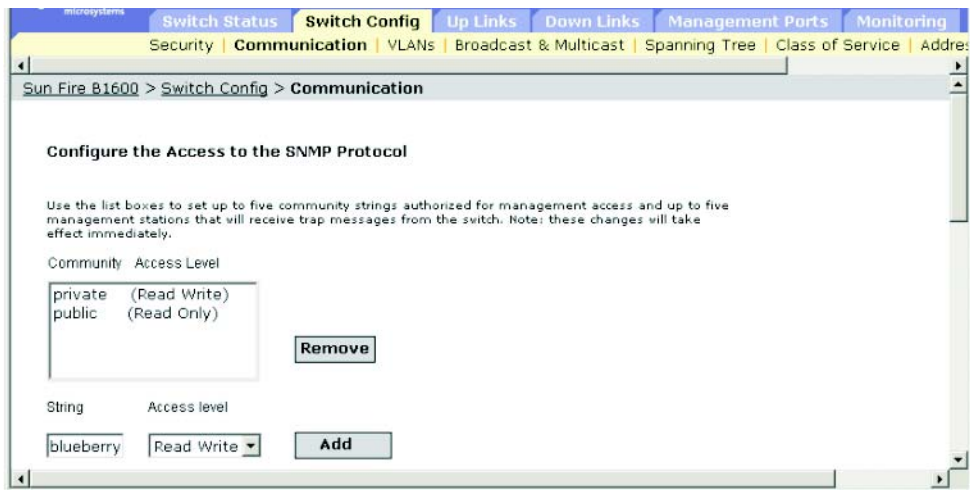 microsystems
Switch Status Switch Config Up Links Down Links Management Ports Monitoring
Security | Communication | VLANs | Broadcast & Multicast | Spanning Tree | Class of Service | Addre
Sun Fire B1600 > Switch Config > Communication
Configure the Access to the SNMP Protocol
Use the list boxes to set up to five community strings authorized for management access and up to five
management stations that will receive trap messages from the switch. Note: these changes will take
effect immediately.
Community Access Level
private (Read Write)
public (Read Only)
Remove
String Access level
blueberry Read Write Add